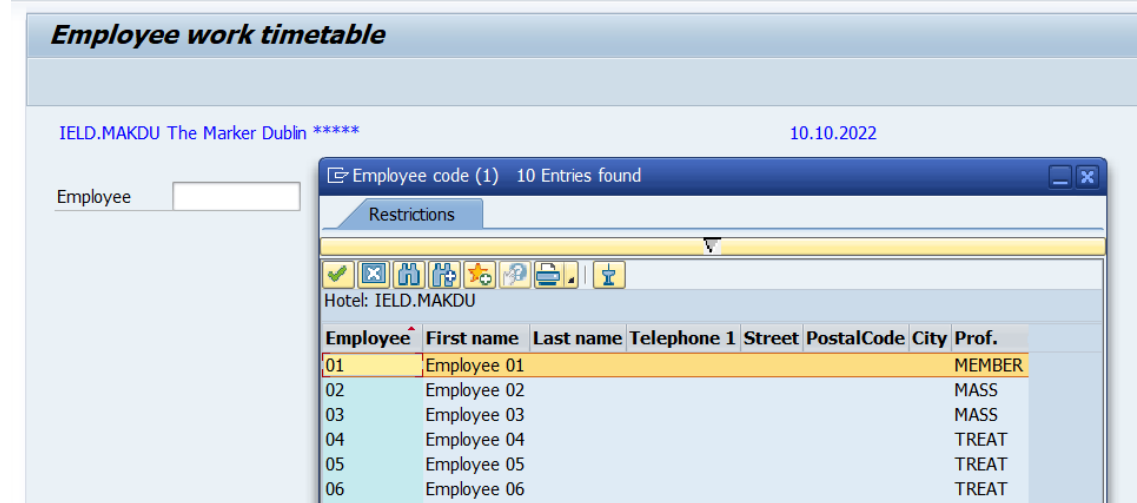 Employee work timetable
IELD.MAKDU The Marker Dublin ***** 10.10.2022
Employee
Employee code (1) 10 Entries found
Restrictions
Hotel: IELD.MAKDU
Employee First name Last name Telephone 1 Street PostalCode City Prof.
01 Employee 01 MEMBER
02 Employee 02 MASS
03 Employee 03 MASS
04 Employee 04 TREAT
05 Employee 05 TREAT
06 Employee 06 TREAT